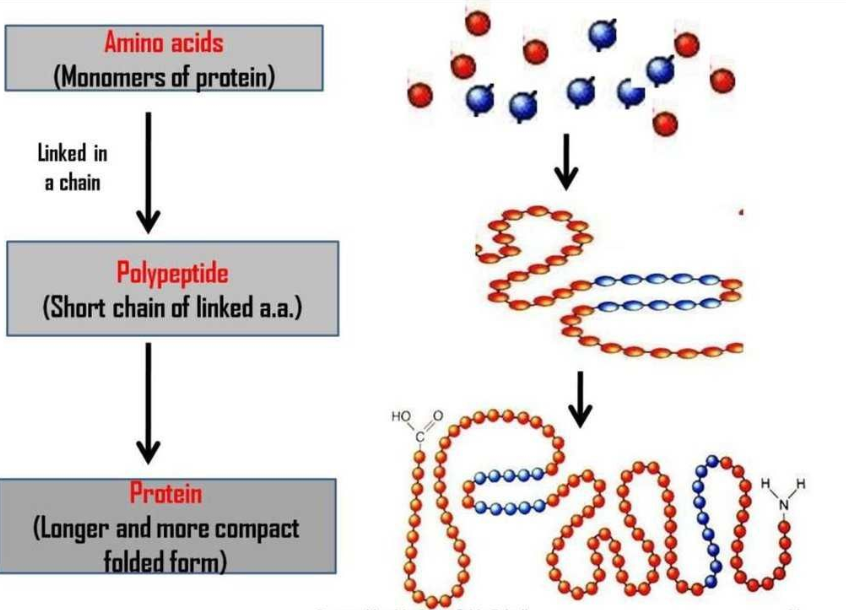 Amino acids
(Monomers of protein)
Linked in
a chain
Polypeptide
(Short chain of linked a.a.)
Protein
(Longer and more compact
folded form)
HO
O
C
H H
N